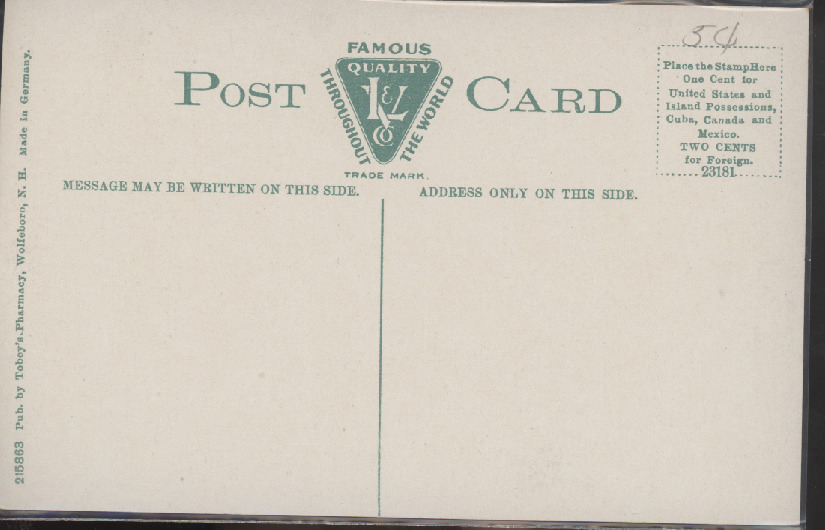 5¢
FAMOUS
QUALITY
THROUGHOUT
THE WORLD
L & L
Co
TRADE MARK.
POST CARD
Place the Stamp Here
One Cent for
United States and
Island Possessions,
Cuba, Canada and
Mexico.
TWO CENTS
for Foreign.
23181
MESSAGE MAY BE WRITTEN ON THIS SIDE.
ADDRESS ONLY ON THIS SIDE.
215863 Pub. by Tobey's Pharmacy, Wolfeboro, N. H. Made in Germany.